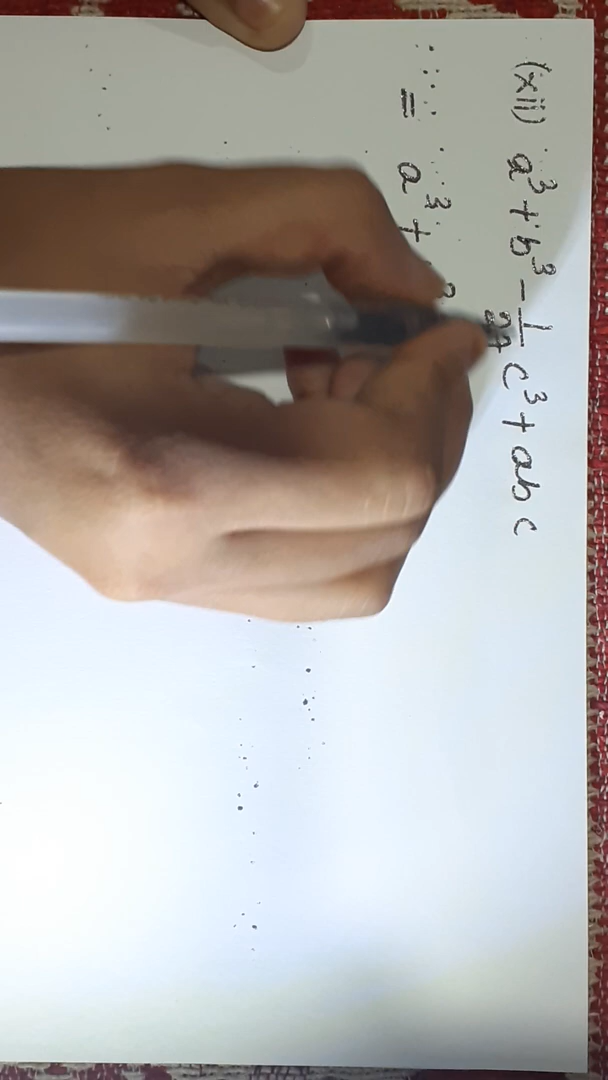 (xii) a³ + b³ - 1/27 c³ + abc
= a³ +